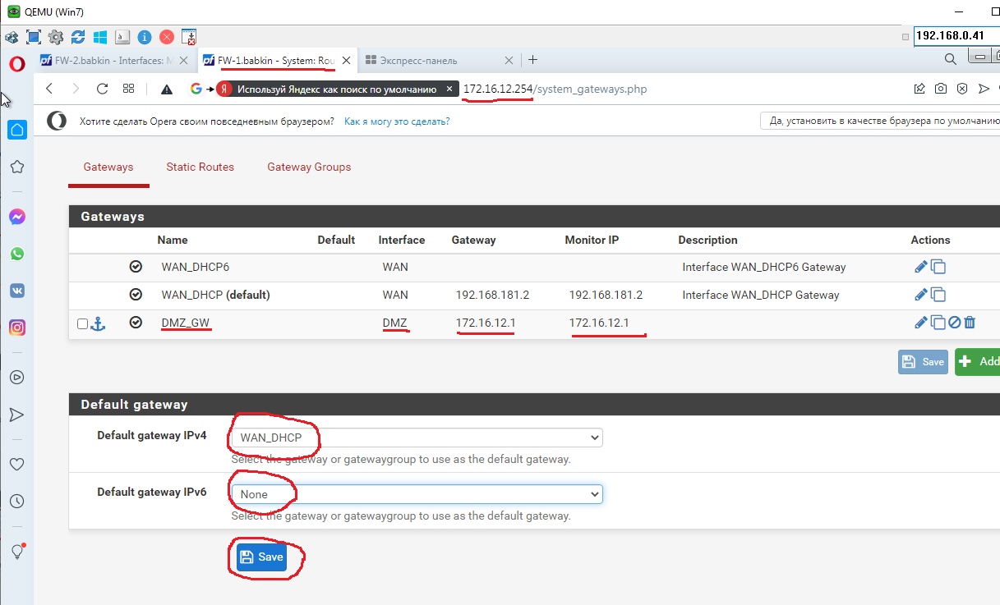 QEMU (Win7)
192.168.0.41
FW-2.babkin - Interfaces:
FW-1.babkin - System: Rou
Экспресс-панель
Используй Яндекс как поиск по умолчанию
172.16.12.254/system_gateways.php
Хотите сделать Opera своим повседневным браузером? Как я могу это сделать?
Да, установить в качестве браузера по умолчанию
Gateways Static Routes Gateway Groups
Gateways
Name Default Interface Gateway Monitor IP Description Actions
WAN_DHCP6 WAN Interface WAN_DHCP6 Gateway
WAN_DHCP (default) WAN 192.168.181.2 192.168.181.2 Interface WAN_DHCP Gateway
DMZ_GW DMZ 172.16.12.1 172.16.12.1
Save Add
Default gateway
Default gateway IPv4 WAN_DHCP
Select the gateway or gatewaygroup to use as the default gateway.
Default gateway IPv6 None
Select the gateway or gatewaygroup to use as the default gateway.
Save